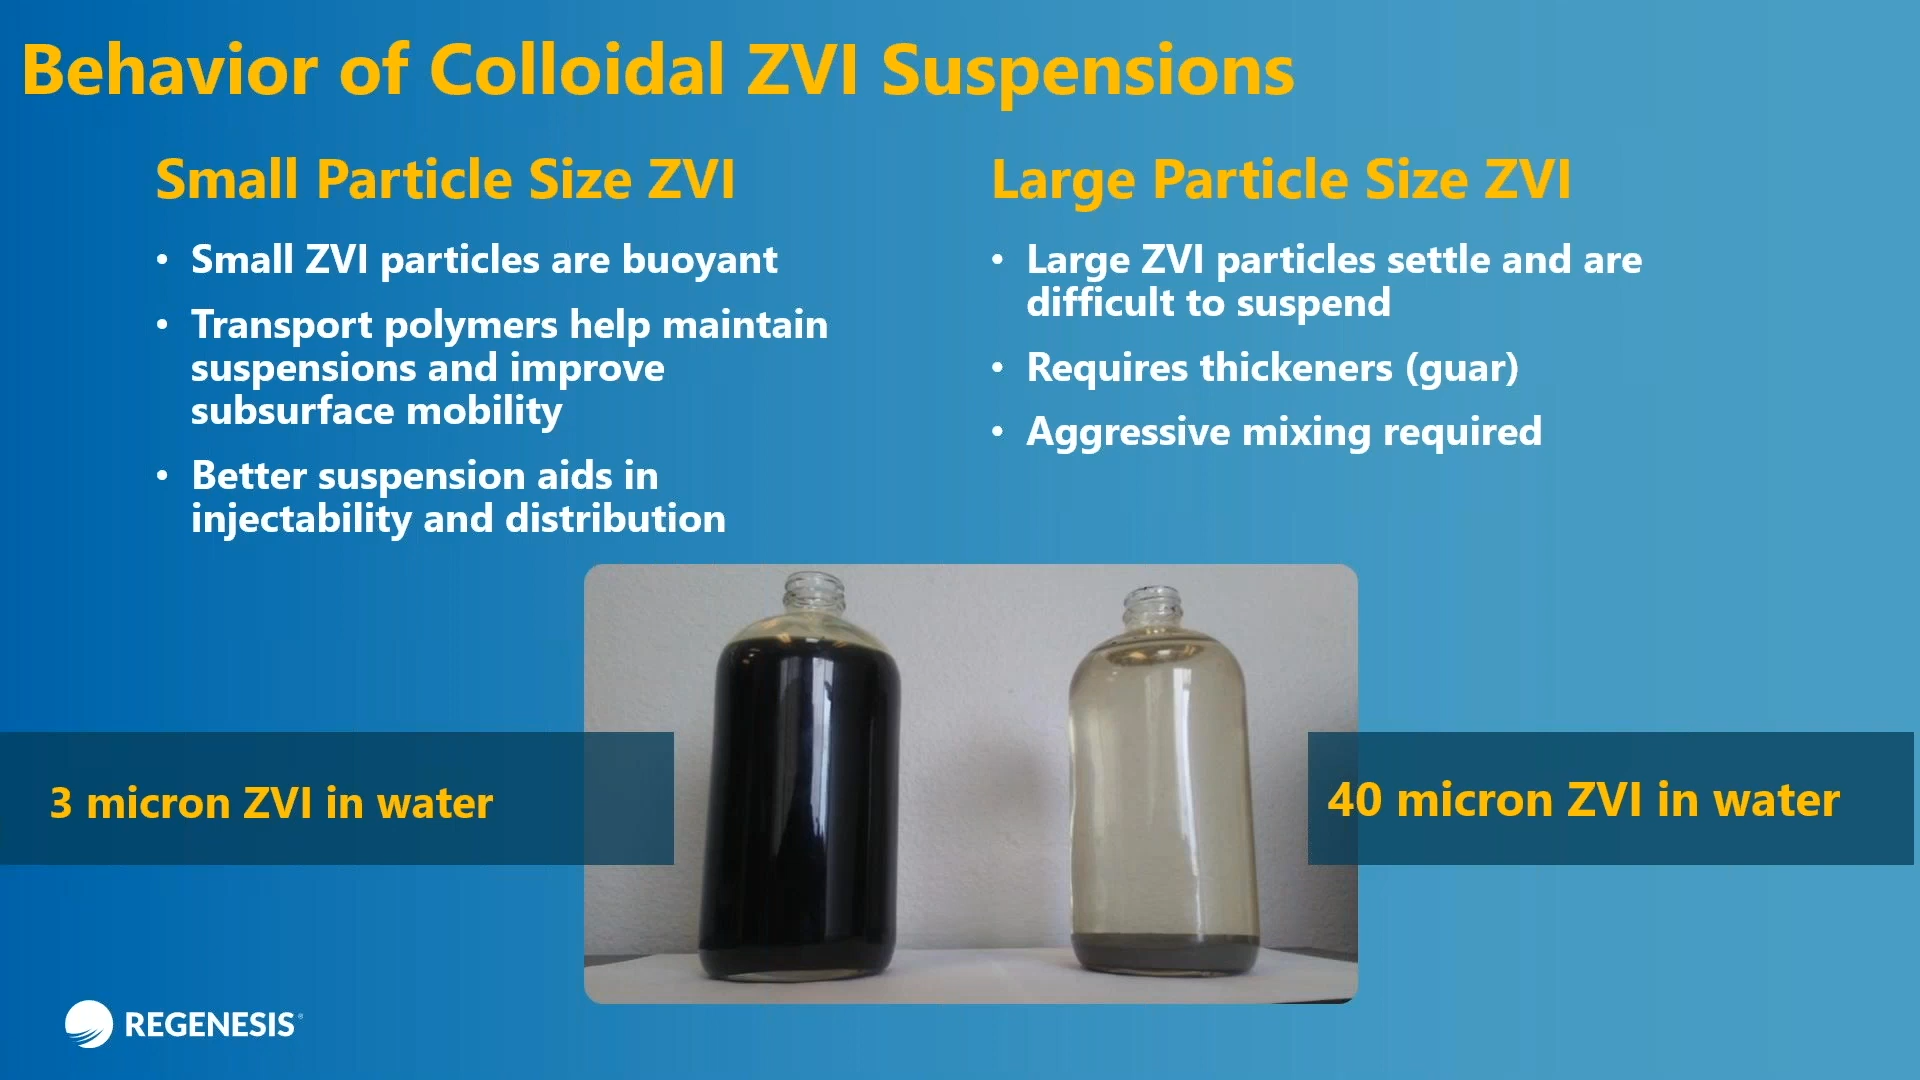 Behavior of Colloidal ZVI Suspensions
Small Particle Size ZVI
• Small ZVI particles are buoyant
• Transport polymers help maintain
suspensions and improve
subsurface mobility
• Better suspension aids in
injectability and distribution
Large Particle Size ZVI
• Large ZVI particles settle and are
difficult to suspend
• Requires thickeners (guar)
• Aggressive mixing required
3 micron ZVI in water
40 micron ZVI in water
REGENESIS®